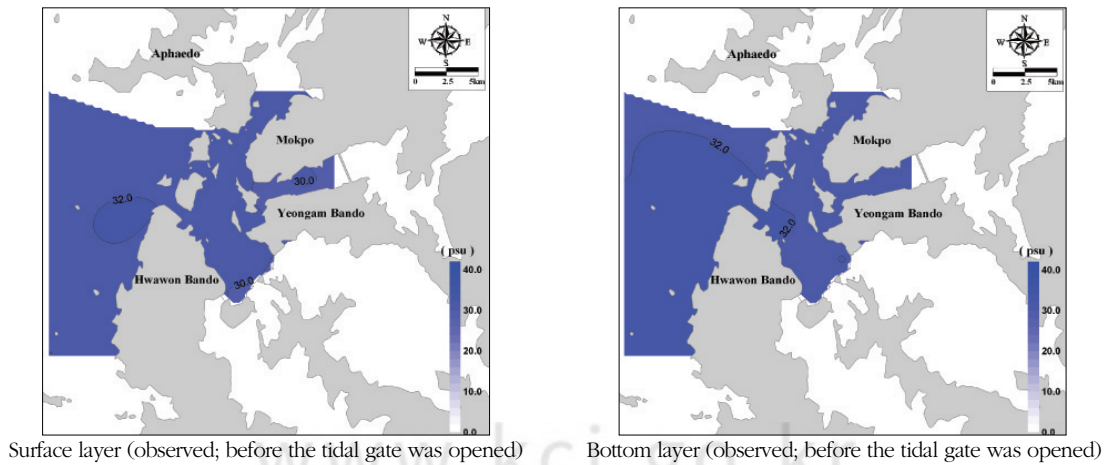 N
W E
S
0 2.5 5km
Aphaedo
Mokpo
30.0
32.0
Yeongam Bando
Hwawon Bando
30.0
( psu )
40.0
30.0
20.0
10.0
0.0
Surface layer (observed; before the tidal gate was opened)
N
W E
S
0 2.5 5km
Aphaedo
32.0
Mokpo
Yeongam Bando
32.0
Hwawon Bando
( psu )
40.0
30.0
20.0
10.0
0.0
Bottom layer (observed; before the tidal gate was opened)